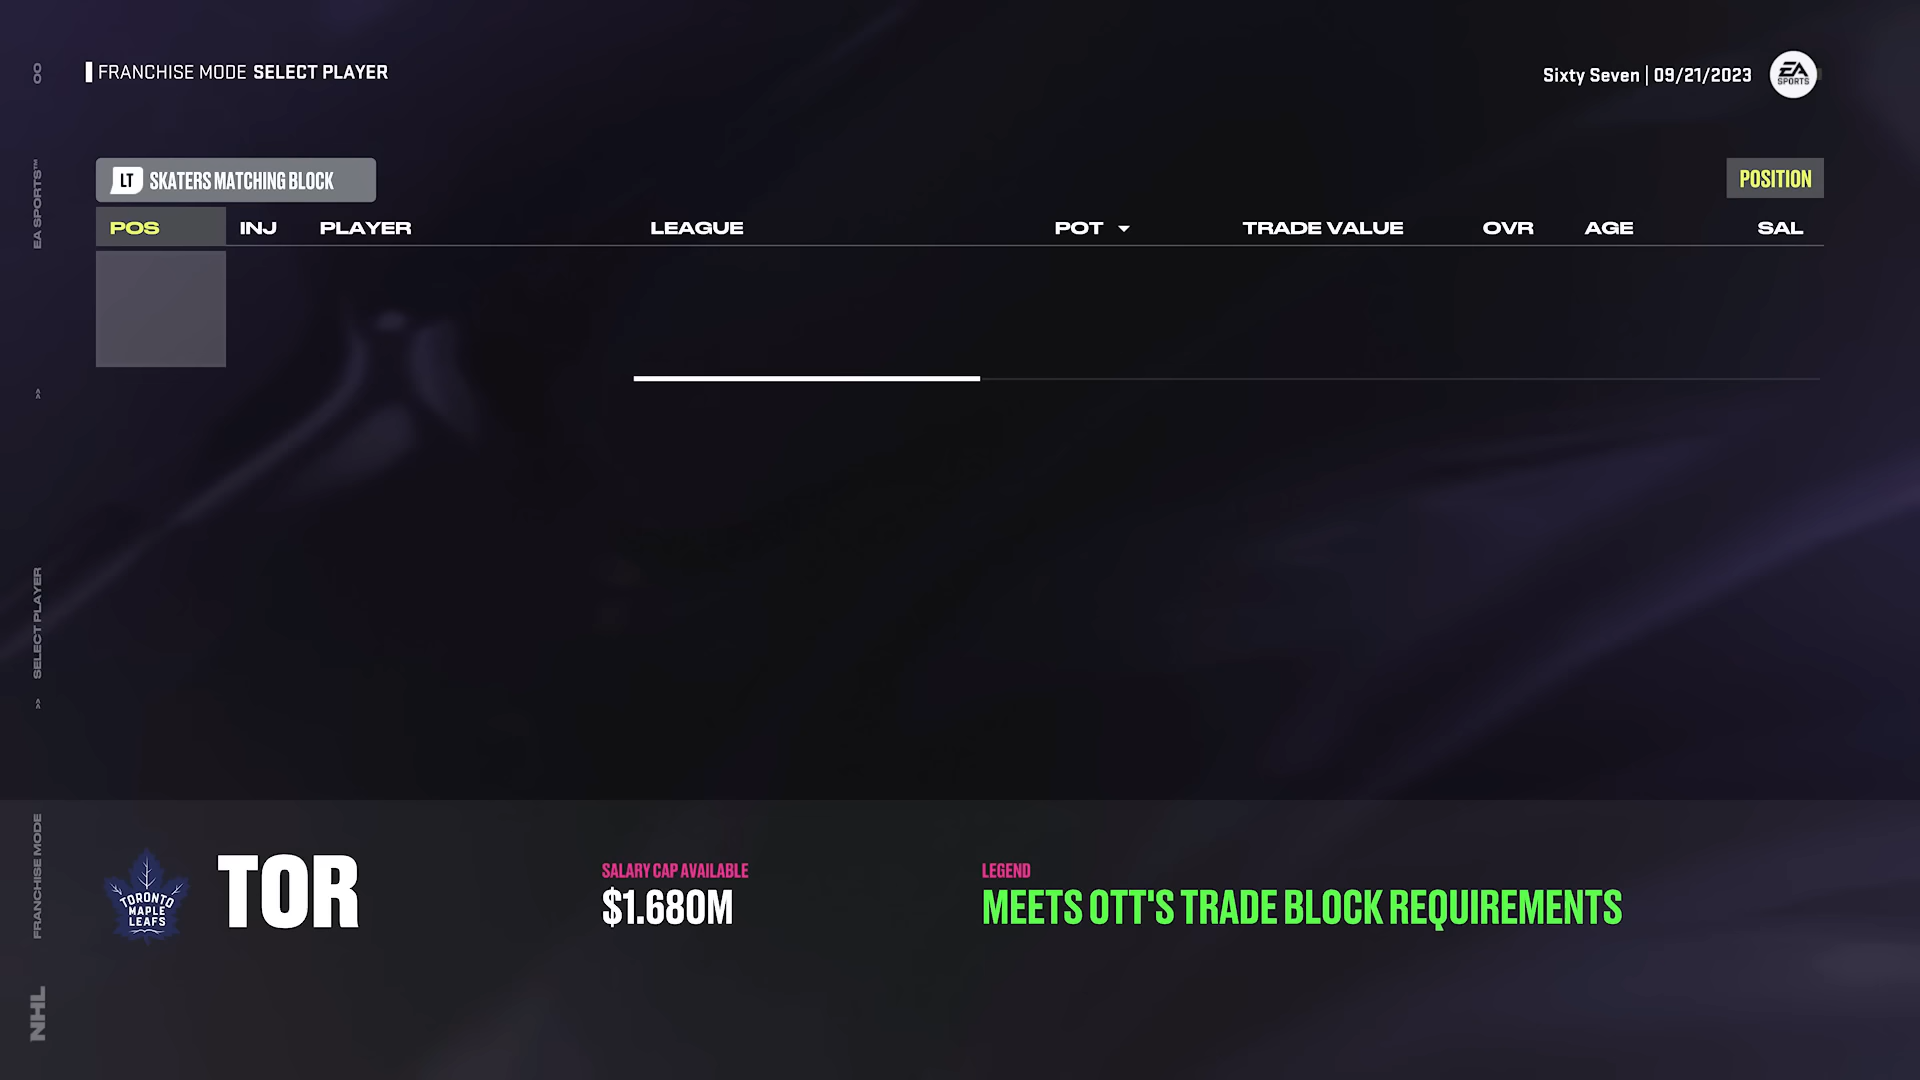 FRANCHISE MODE SELECT PLAYER
Sixty Seven | 09/21/2023
EA SPORTS
LT SKATERS MATCHING BLOCK
POSITION
POS INJ PLAYER LEAGUE POT TRADE VALUE OVR AGE SAL
EA SPORTS™
SELECT PLAYER
FRANCHISE MODE
NHL
TORONTO
MAPLE
LEAFS
TOR
SALARY CAP AVAILABLE
$1.680M
LEGEND
MEETS OTT'S TRADE BLOCK REQUIREMENTS